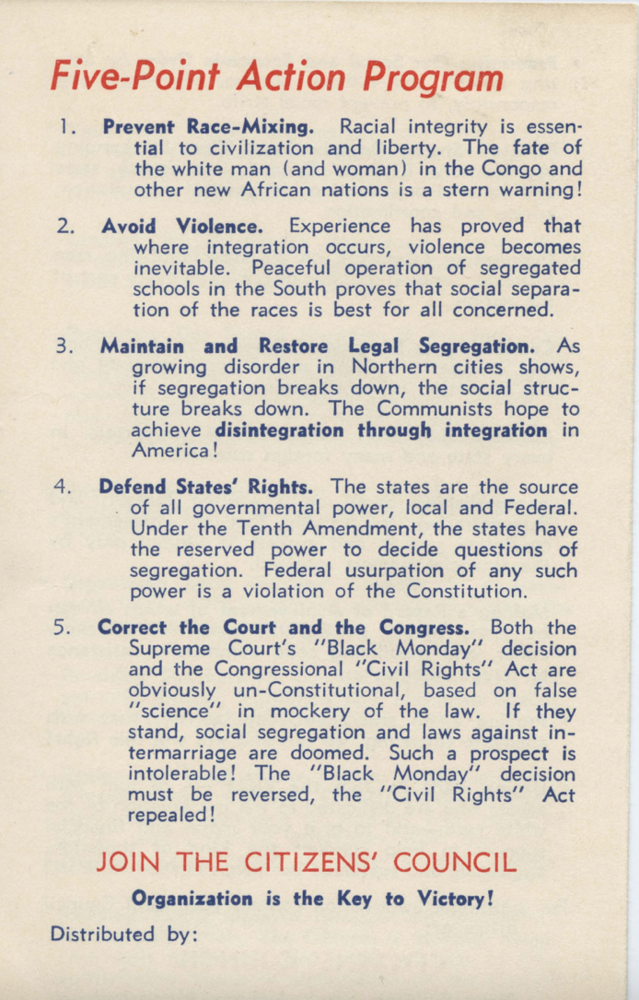 Five-Point Action Program
1. Prevent Race-Mixing. Racial integrity is essen-
tial to civilization and liberty. The fate of
the white man (and woman) in the Congo and
other new African nations is a stern warning!
2. Avoid Violence. Experience has proved that
where integration occurs, violence becomes
inevitable. Peaceful operation of segregated
schools in the South proves that social separa-
tion of the races is best for all concerned.
3. Maintain and Restore Legal Segregation. As
growing disorder in Northern cities shows,
if segregation breaks down, the social struc-
ture breaks down. The Communists hope to
achieve disintegration through integration in
America!
4. Defend States' Rights. The states are the source
of all governmental power, local and Federal.
Under the Tenth Amendment, the states have
the reserved power to decide questions of
segregation. Federal usurpation of any such
power is a violation of the Constitution.
5. Correct the Court and the Congress. Both the
Supreme Court's "Black Monday" decision
and the Congressional "Civil Rights" Act are
obviously un-Constitutional, based on false
"science" in mockery of the law. If they
stand, social segregation and laws against in-
termarriage are doomed. Such a prospect is
intolerable! The "Black Monday" decision
must be reversed, the "Civil Rights" Act
repealed!
JOIN THE CITIZENS' COUNCIL
Organization is the Key to Victory!
Distributed by: